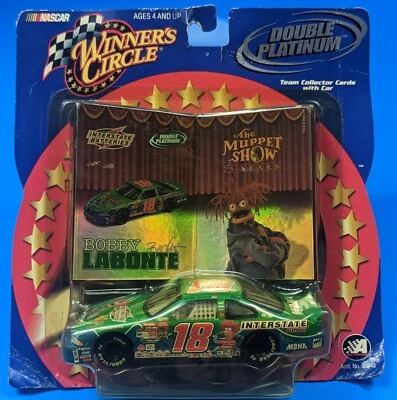 NASCAR
AGES 4 AND UP
WINNER'S CIRCLE
DOUBLE PLATINUM
Team Collector Cards with Car
INTERSTATE BATTERIES
DOUBLE PLATINUM
The MUPPET SHOW
25 YEARS
18
BOBBY
LABONTE
18
INTERSTATE
MBNA
GOODYEAR